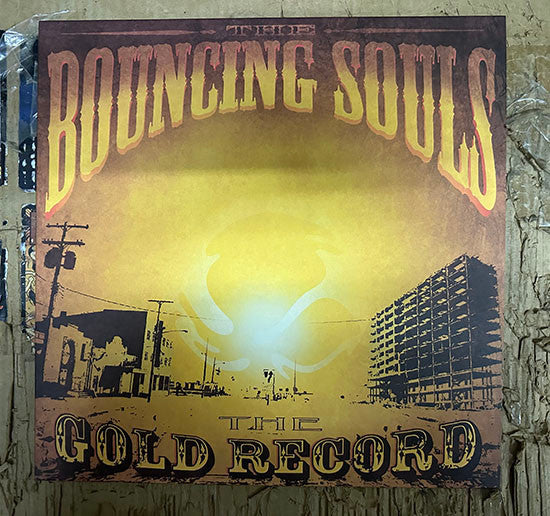 THE
BOUNCING SOULS
THE
GOLD RECORD